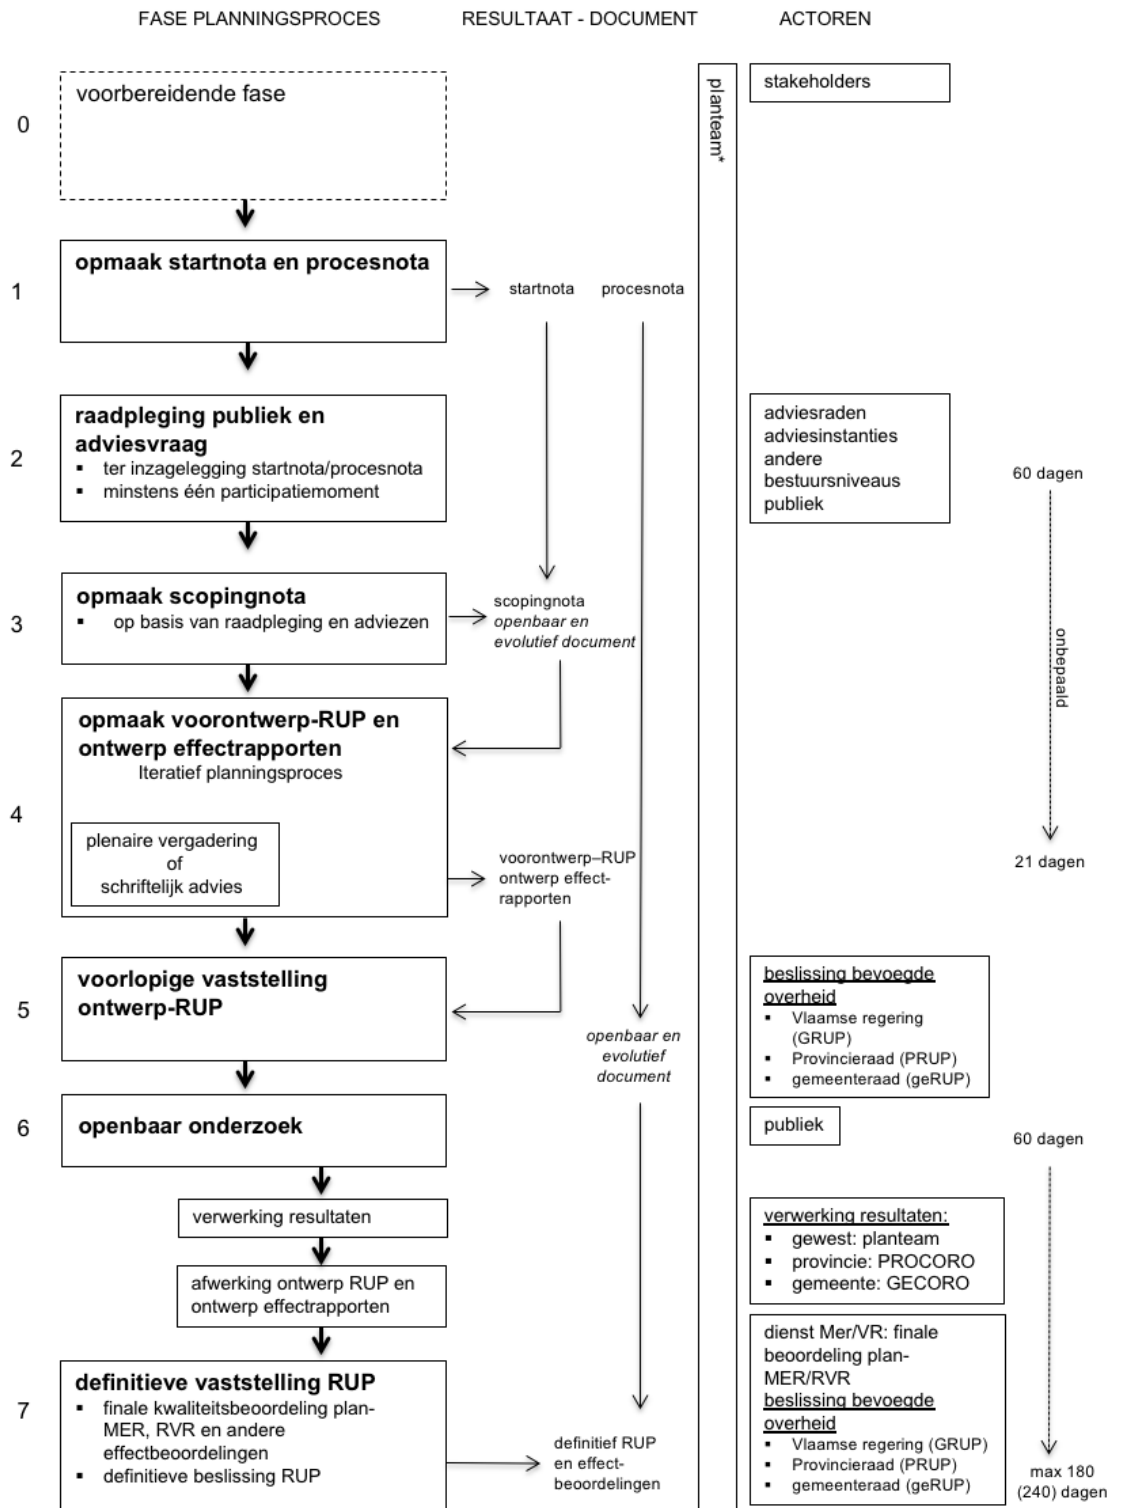 FASE PLANNINGSPROCES
RESULTAAT - DOCUMENT
ACTOREN
0
voorbereidende fase
planteam*
stakeholders
1
opmaak startnota en procesnota
startnota
procesnota
2
raadpleging publiek en
adviesvraag
▪ ter inzagelegging startnota/procesnota
▪ minstens één participatiemoment
adviesraden
adviesinstanties
andere
bestuursniveaus
publiek
60 dagen
3
opmaak scopingnota
▪ op basis van raadpleging en adviezen
scopingnota
openbaar en
evolutief document
onbepaald
4
opmaak voorontwerp-RUP en
ontwerp effectrapporten
Iteratief planningsproces
plenaire vergadering
of
schriftelijk advies
voorontwerp–RUP
ontwerp effect-
rapporten
21 dagen
5
voorlopige vaststelling
ontwerp-RUP
openbaar en
evolutief
document
beslissing bevoegde
overheid
▪ Vlaamse regering
(GRUP)
▪ Provincieraad (PRUP)
▪ gemeenteraad (geRUP)
6
openbaar onderzoek
publiek
60 dagen
verwerking resultaten
verwerking resultaten:
▪ gewest: planteam
▪ provincie: PROCORO
▪ gemeente: GECORO
afwerking ontwerp RUP en
ontwerp effectrapporten
7
definitieve vaststelling RUP
▪ finale kwaliteitsbeoordeling plan-
MER, RVR en andere
effectbeoordelingen
▪ definitieve beslissing RUP
definitief RUP
en effect-
beoordelingen
dienst Mer/VR: finale
beoordeling plan-
MER/RVR
beslissing bevoegde
overheid
▪ Vlaamse regering (GRUP)
▪ Provincieraad (PRUP)
▪ gemeenteraad (geRUP)
max 180
(240) dagen